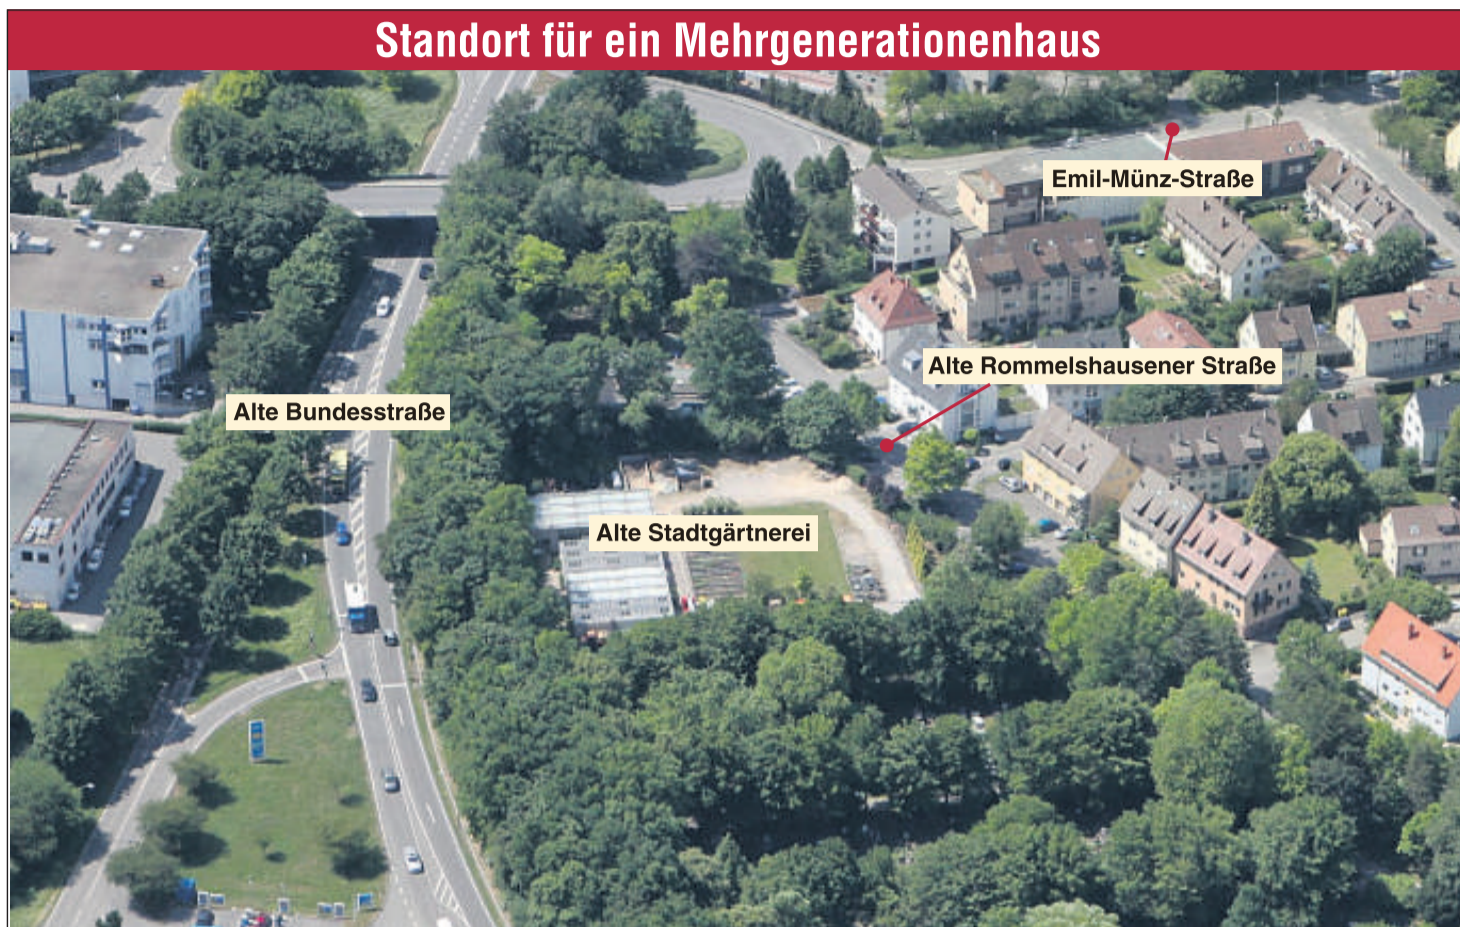 Standort für ein Mehrgenerationenhaus
Emil-Münz-Straße
Alte Rommelshausener Straße
Alte Bundesstraße
Alte Stadtgärtnerei